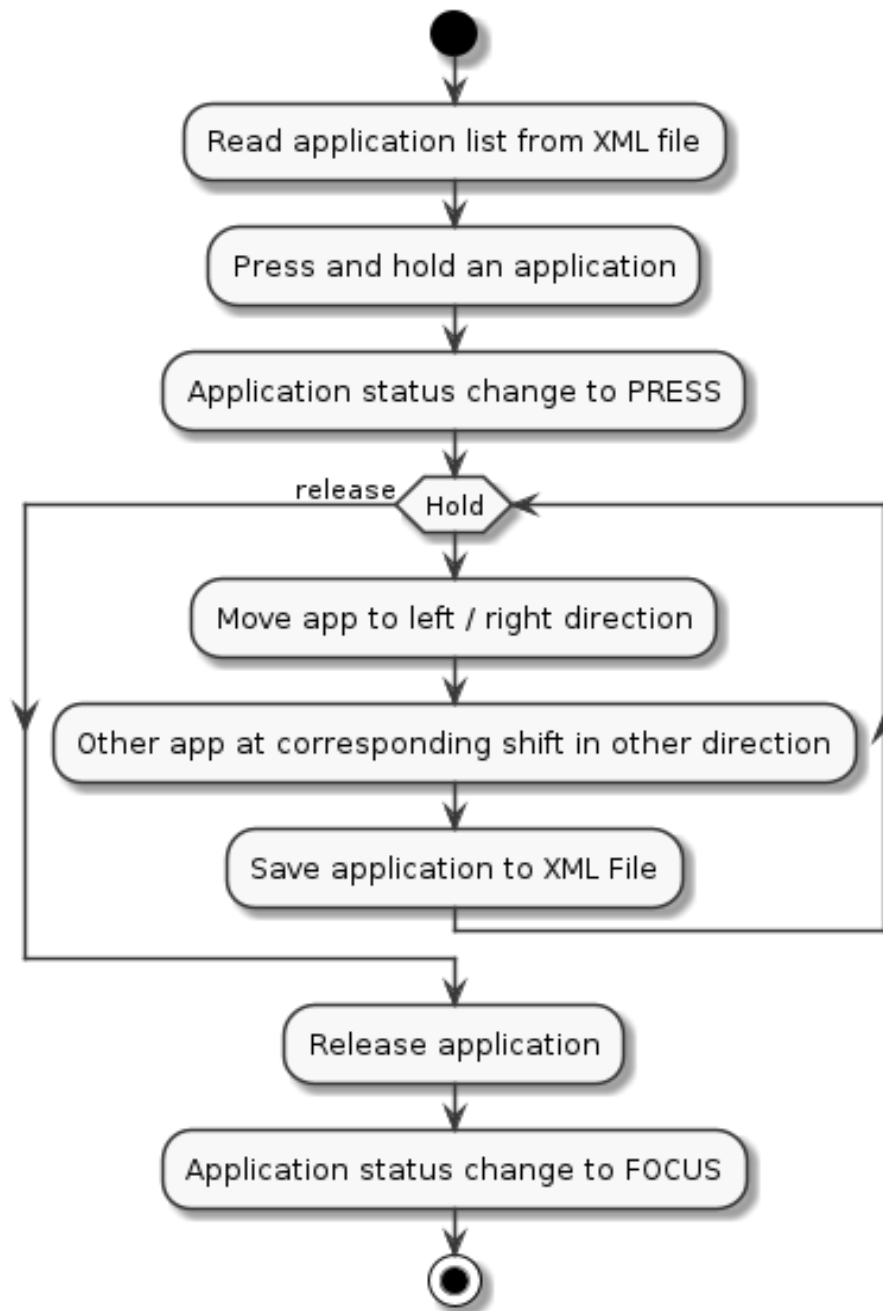 Read application list from XML file
Press and hold an application
Application status change to PRESS
release
Hold
Move app to left / right direction
Other app at corresponding shift in other direction
Save application to XML File
Release application
Application status change to FOCUS